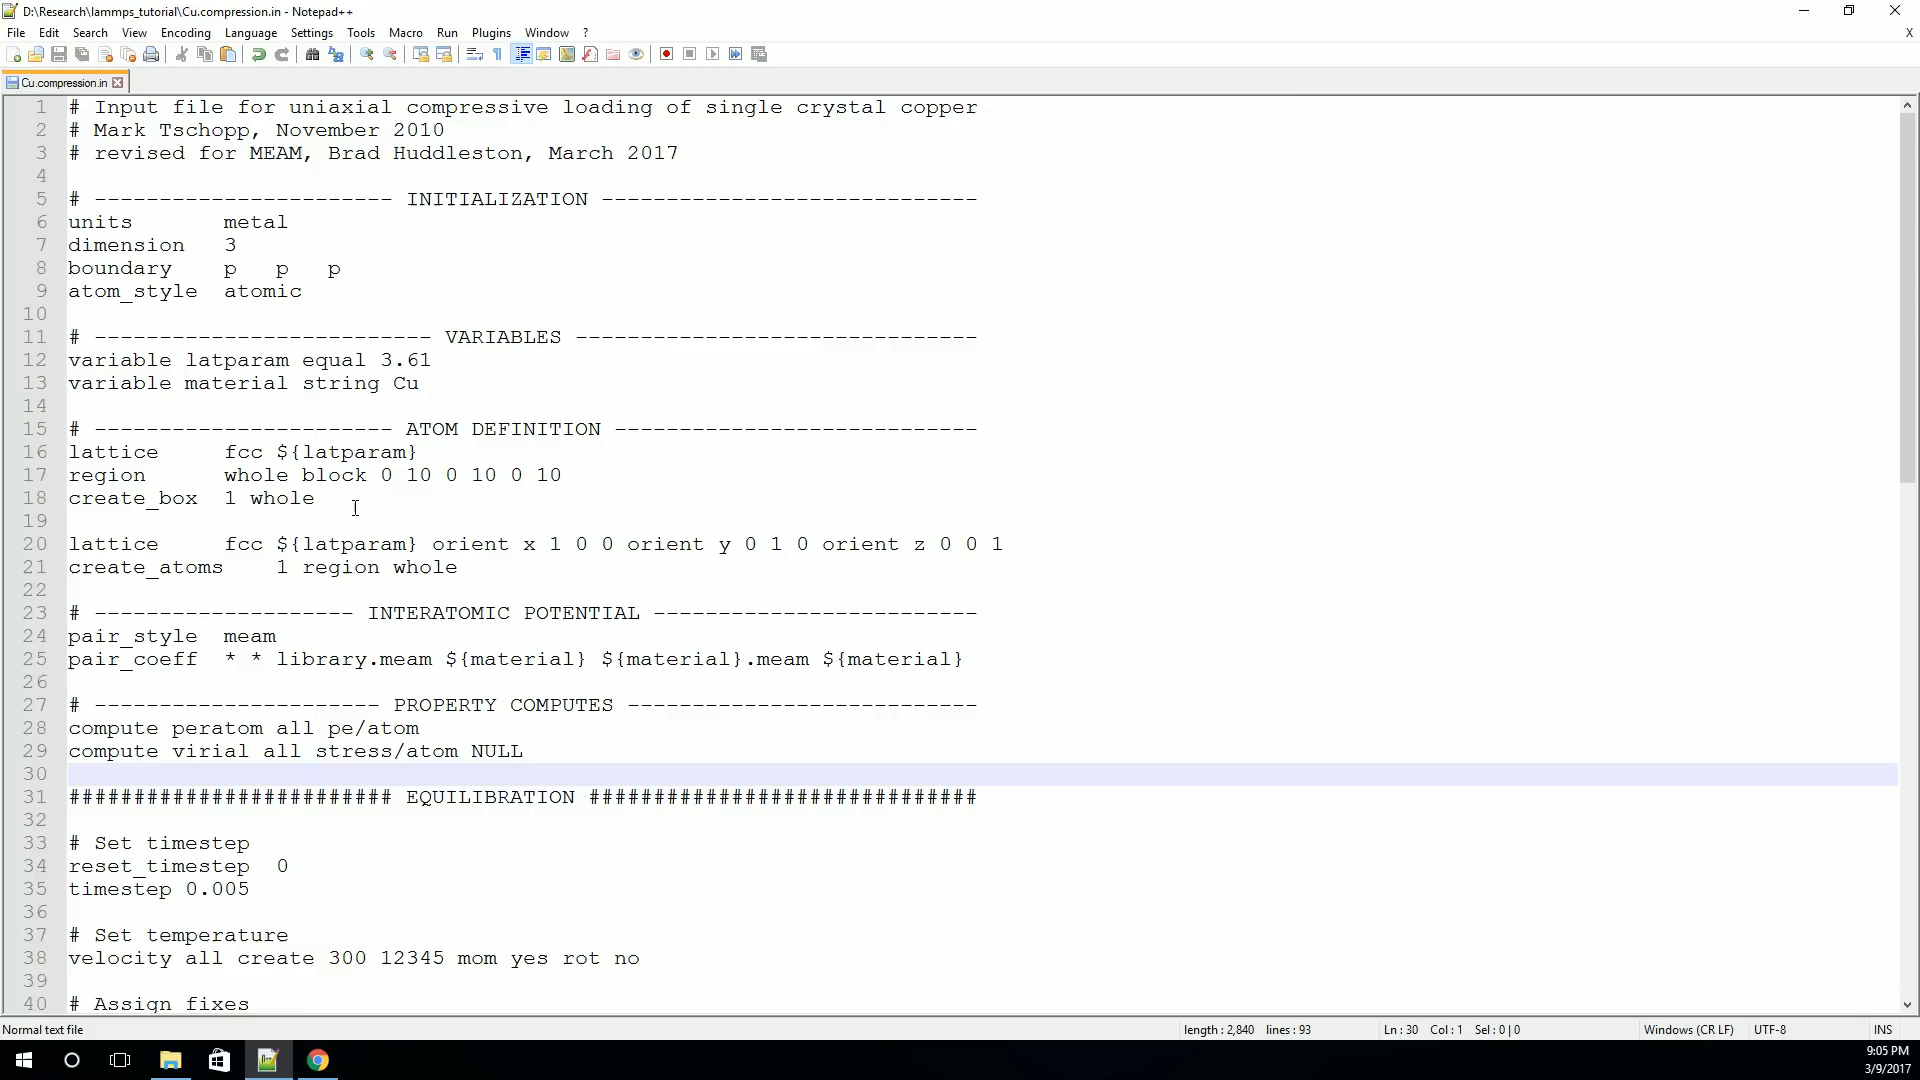 D:\Research\lammps_tutorial\Cu.compression.in - Notepad++
File Edit Search View Encoding Language Settings Tools Macro Run Plugins Window ? X
Cu.compression.in
1 # Input file for uniaxial compressive loading of single crystal copper
2 # Mark Tschopp, November 2010
3 # revised for MEAM, Brad Huddleston, March 2017
4
5 # ----------------------- INITIALIZATION -----------------------------
6 units metal
7 dimension 3
8 boundary p p p
9 atom_style atomic
10
11 # -------------------------- VARIABLES -------------------------------
12 variable latparam equal 3.61
13 variable material string Cu
14
15 # ----------------------- ATOM DEFINITION ----------------------------
16 lattice fcc ${latparam}
17 region whole block 0 10 0 10 0 10
18 create_box 1 whole
19
20 lattice fcc ${latparam} orient x 1 0 0 orient y 0 1 0 orient z 0 0 1
21 create_atoms 1 region whole
22
23 # -------------------- INTERATOMIC POTENTIAL -------------------------
24 pair_style meam
25 pair_coeff * * library.meam ${material} ${material}.meam ${material}
26
27 # ---------------------- PROPERTY COMPUTES ---------------------------
28 compute peratom all pe/atom
29 compute virial all stress/atom NULL
30
31 ######################### EQUILIBRATION ##############################
32
33 # Set timestep
34 reset_timestep 0
35 timestep 0.005
36
37 # Set temperature
38 velocity all create 300 12345 mom yes rot no
39
40 # Assign fixes
Normal text file length : 2,840 lines : 93 Ln : 30 Col : 1 Sel : 0 | 0 Windows (CR LF) UTF-8 INS
9:05 PM
3/9/2017